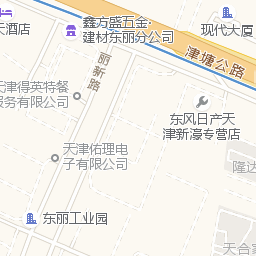 鑫方盛五金·
建材东丽分公司
现代大厦
天酒店
津塘公路
丽新路
天津得英特餐
服务有限公司
东风日产天
津新濠专营店
天津佑理电
子有限公司
隆达
东丽工业园
天合家